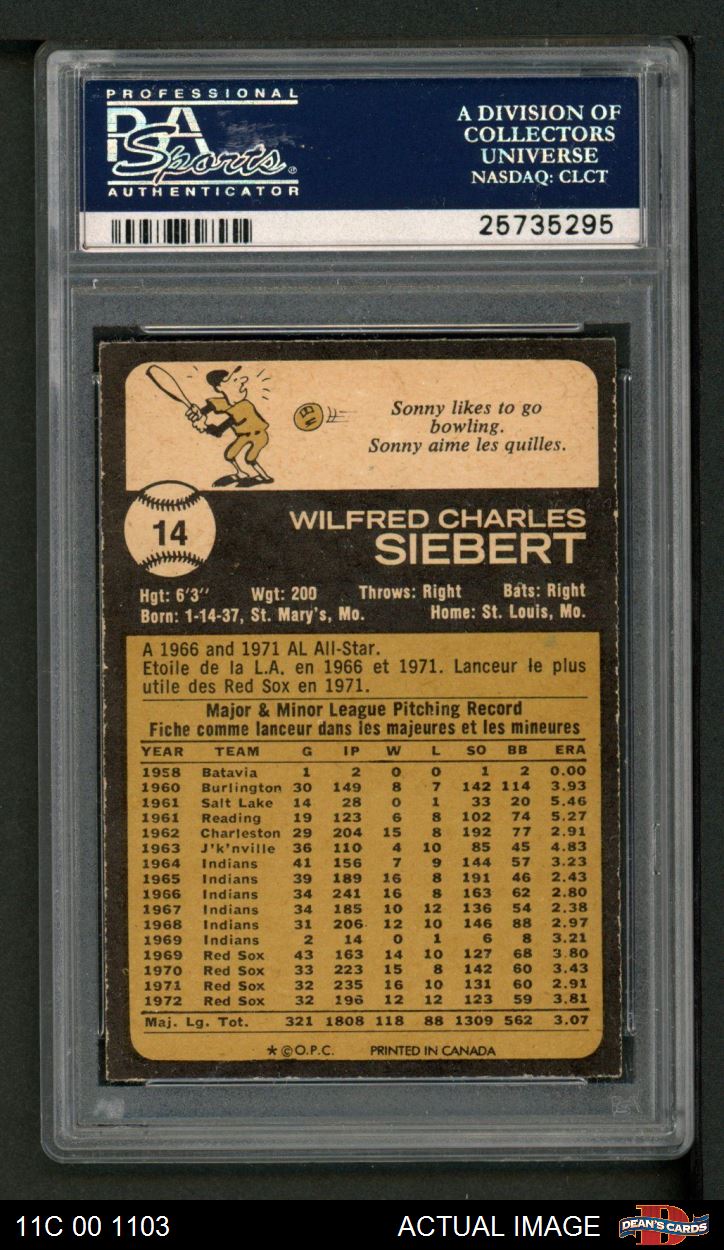 PROFESSIONAL
PSA
Sports
AUTHENTICATOR
A DIVISION OF
COLLECTORS
UNIVERSE
NASDAQ: CLCT
25735295
Sonny likes to go
bowling.
Sonny aime les quilles.
14
WILFRED CHARLES
SIEBERT
Hgt: 6'3'' Wgt: 200 Throws: Right Bats: Right
Born: 1-14-37, St. Mary's, Mo. Home: St. Louis, Mo.
A 1966 and 1971 AL All-Star.
Etoile de la L.A. en 1966 et 1971. Lanceur le plus
utile des Red Sox en 1971.
Major & Minor League Pitching Record
Fiche comme lanceur dans les majeures et les mineures
YEAR TEAM G IP W L SO BB ERA
1958 Batavia 1 2 0 0 1 2 0.00
1960 Burlington 30 149 8 7 142 114 3.93
1961 Salt Lake 14 28 0 1 33 20 5.46
1961 Reading 19 123 6 8 102 74 5.27
1962 Charleston 29 204 15 8 192 77 2.91
1963 J'k'nville 36 110 4 10 85 45 4.83
1964 Indians 41 156 7 9 144 57 3.23
1965 Indians 39 189 16 8 191 46 2.43
1966 Indians 34 241 16 8 163 62 2.80
1967 Indians 34 185 10 12 136 54 2.38
1968 Indians 31 206 12 10 146 88 2.97
1969 Indians 2 14 0 1 6 8 3.21
1969 Red Sox 43 163 14 10 127 68 3.80
1970 Red Sox 33 223 15 8 142 60 3.43
1971 Red Sox 32 235 16 10 131 60 2.91
1972 Red Sox 32 196 12 12 123 59 3.81
Maj. Lg. Tot. 321 1808 118 88 1309 562 3.07
* © O.P.C. PRINTED IN CANADA
11C 00 1103
ACTUAL IMAGE
DEAN'S CARDS